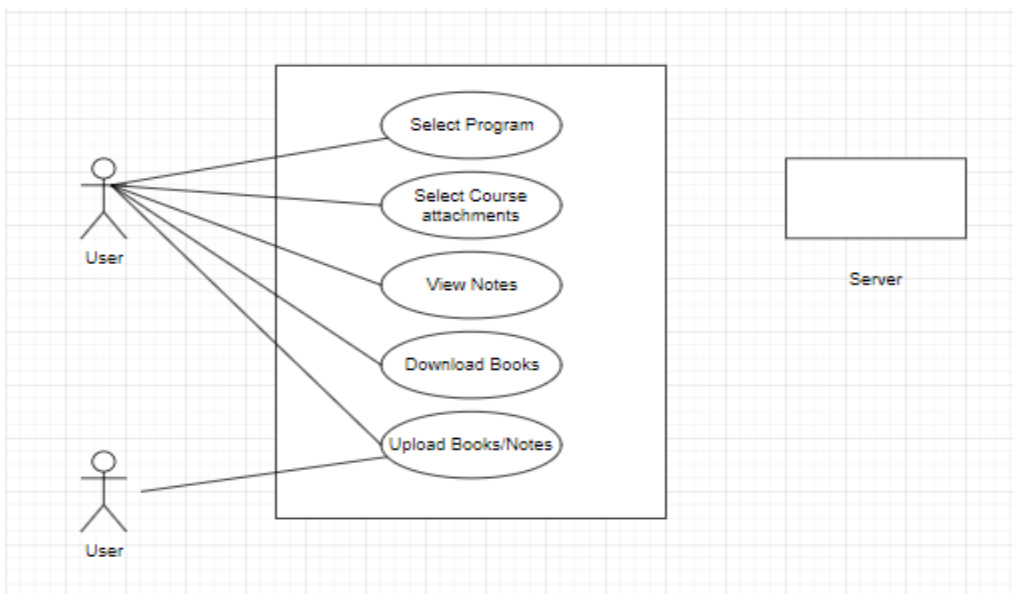 Select Program
Select Course
attachments
User
View Notes
Server
Download Books
Upload Books/Notes
User